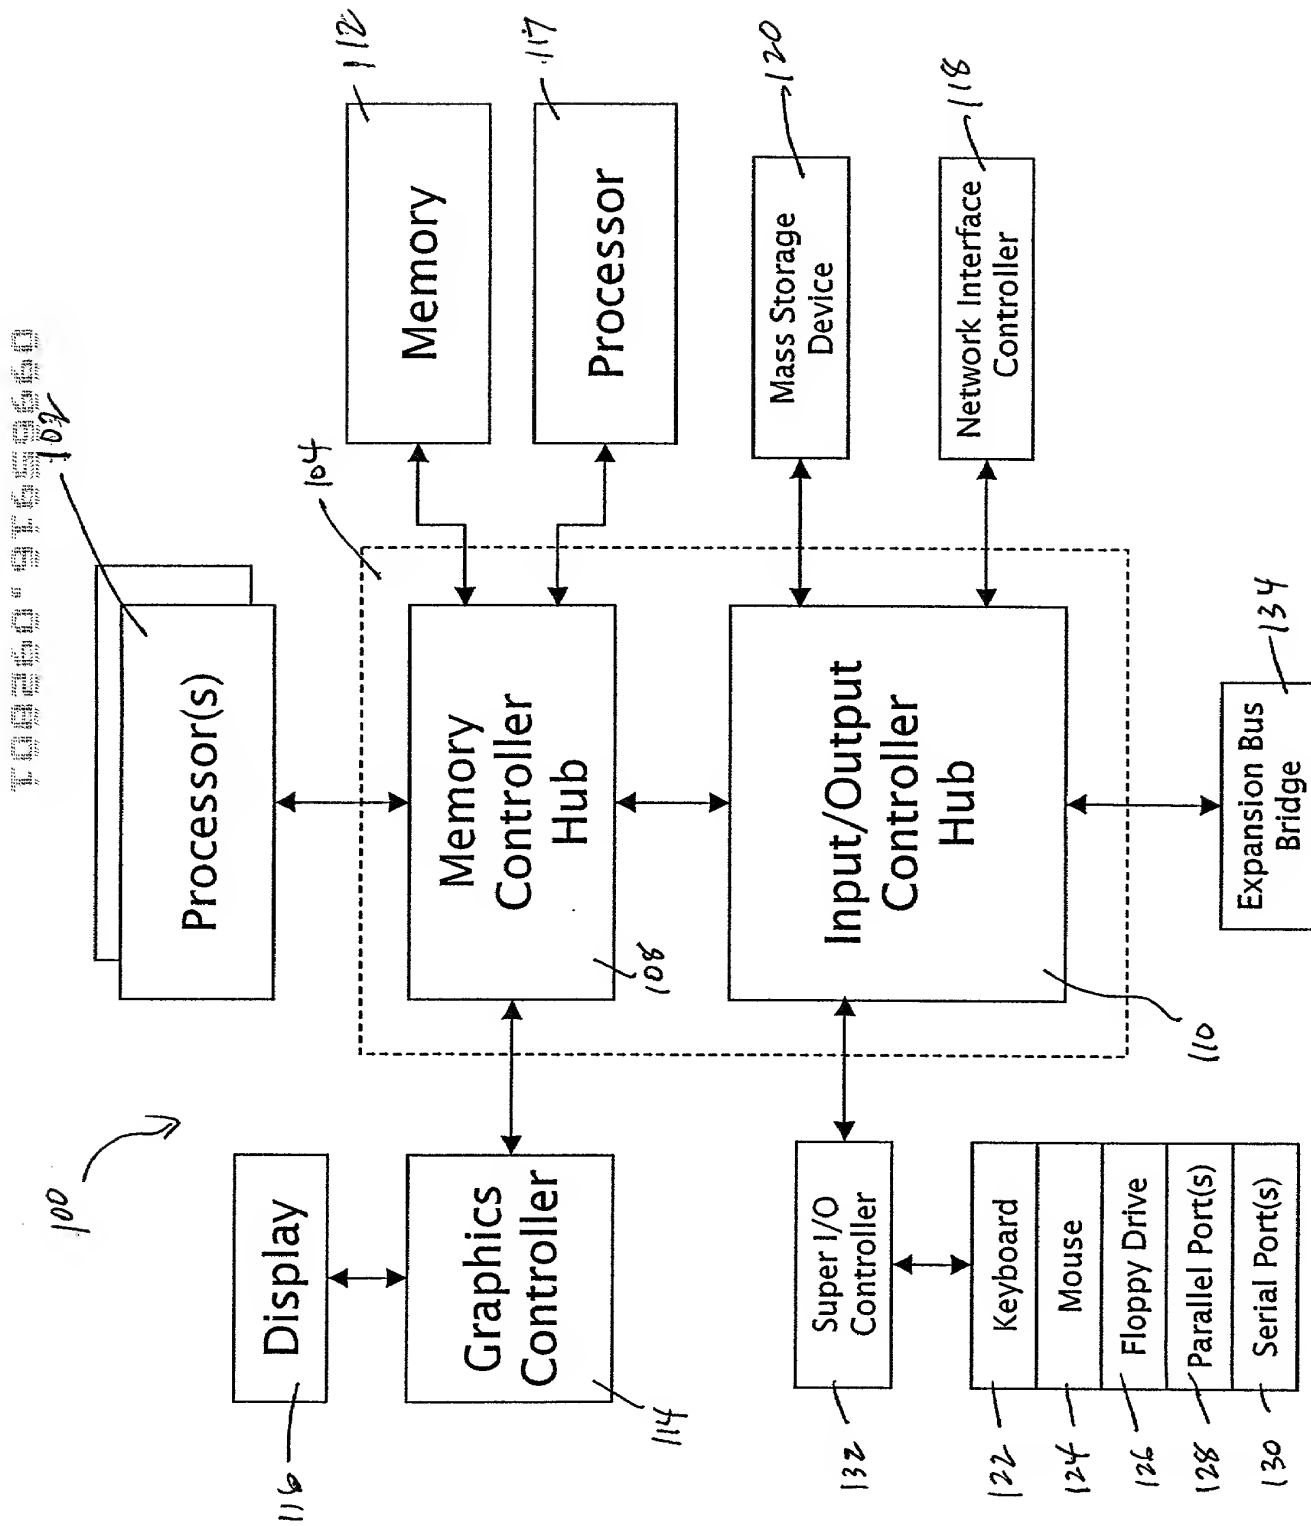 100
102
Processor(s)
116
Display
104
112
Memory
Graphics
Controller
114
Memory
Controller
Hub
108
117
Processor
132
Super I/O
Controller
Input/Output
Controller
Hub
110
Mass Storage
Device
120
122
Keyboard
124
Mouse
126
Floppy Drive
128
Parallel Port(s)
130
Serial Port(s)
Network Interface
Controller
118
Expansion Bus
Bridge
134